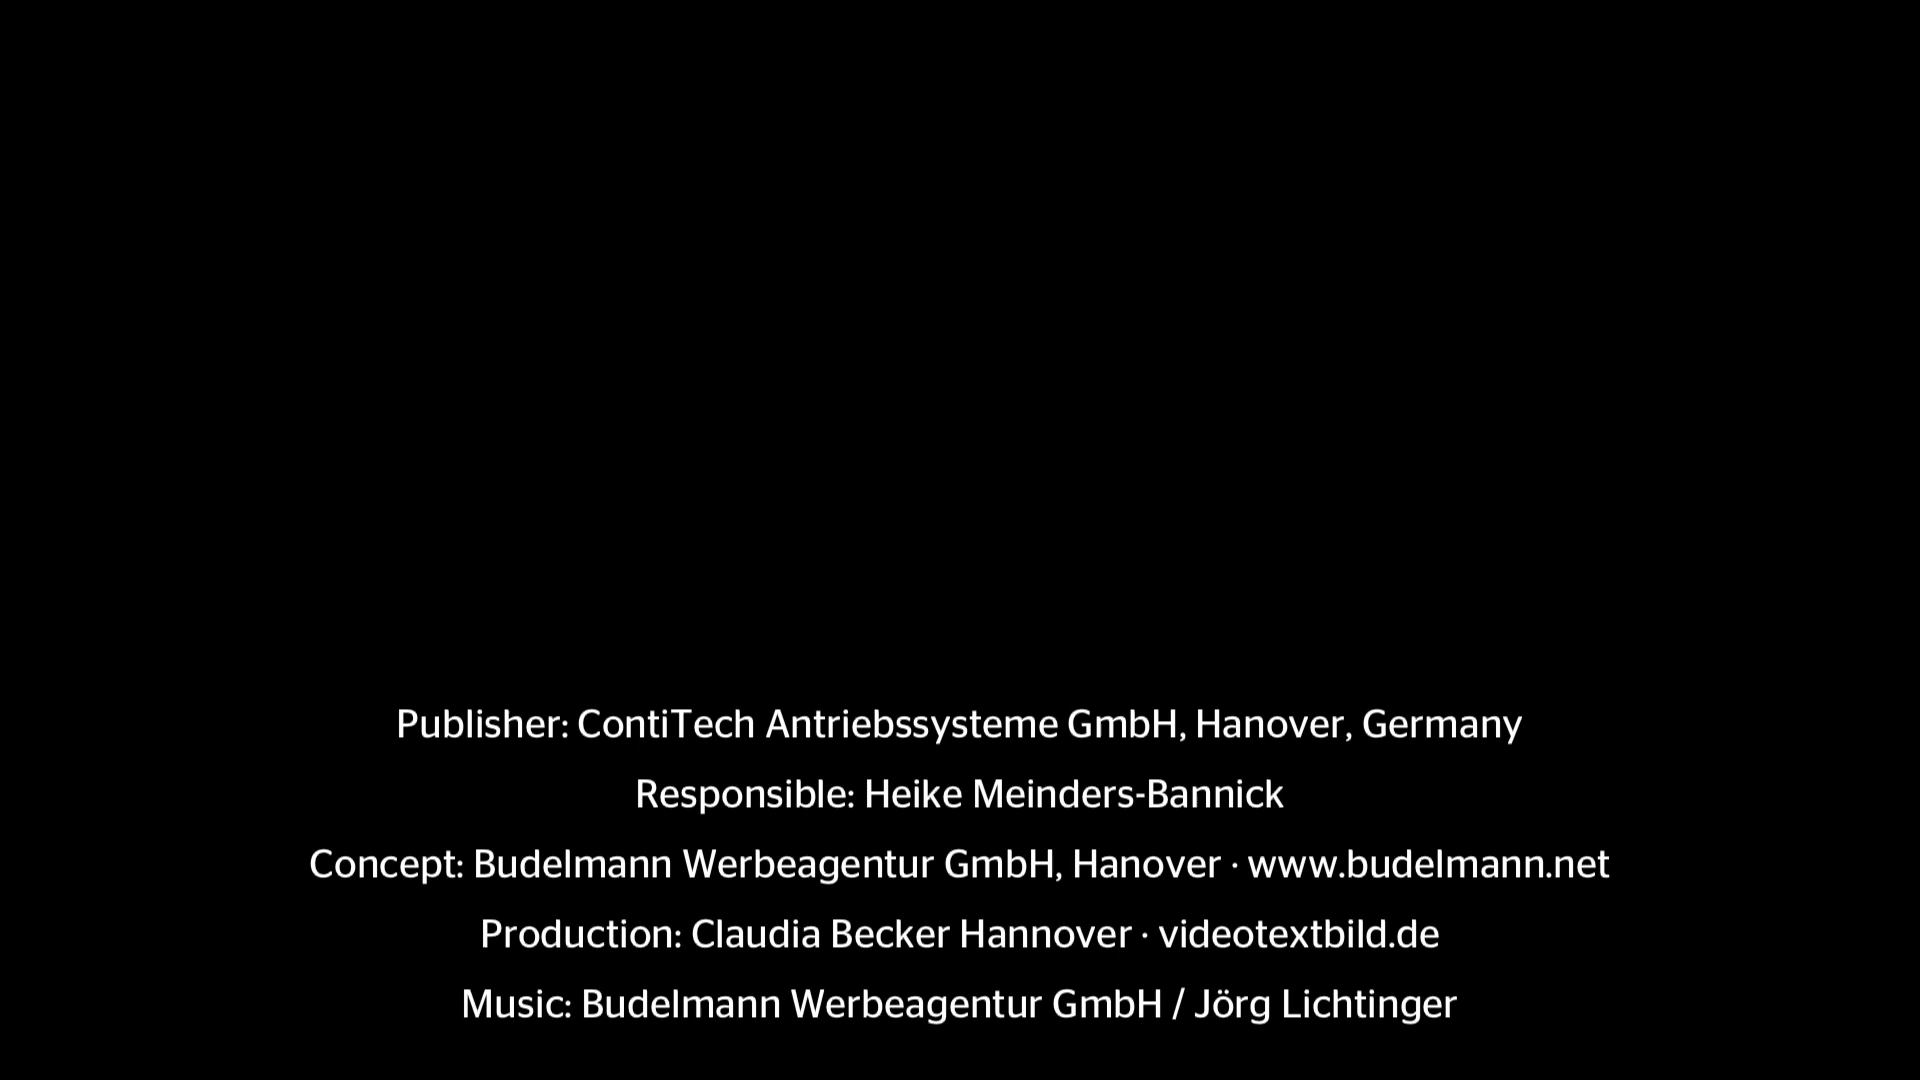 Publisher: ContiTech Antriebssysteme GmbH, Hanover, Germany
Responsible: Heike Meinders-Bannick
Concept: Budelmann Werbeagentur GmbH, Hanover · www.budelmann.net
Production: Claudia Becker Hannover · videotextbild.de
Music: Budelmann Werbeagentur GmbH / Jörg Lichtinger